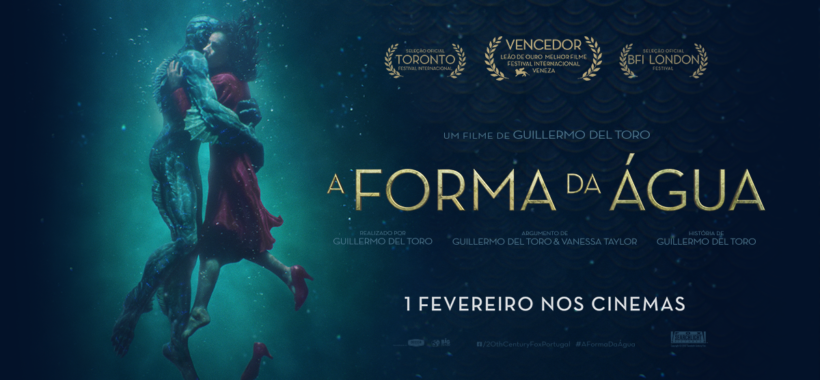 SELEÇÃO OFICIAL
TORONTO
FESTIVAL INTERNACIONAL
VENCEDOR
LEÃO DE OURO MELHOR FILME
FESTIVAL INTERNACIONAL
VENEZA
SELEÇÃO OFICIAL
BFI LONDON
FESTIVAL
UM FILME DE GUILLERMO DEL TORO
A FORMA DA ÁGUA
REALIZADO POR
GUILLERMO DEL TORO
ARGUMENTO DE
GUILLERMO DEL TORO & VANESSA TAYLOR
HISTÓRIA DE
GUILLERMO DEL TORO
1 FEVEREIRO NOS CINEMAS
/20thCenturyFoxPortugal #AFormaDaÁgua